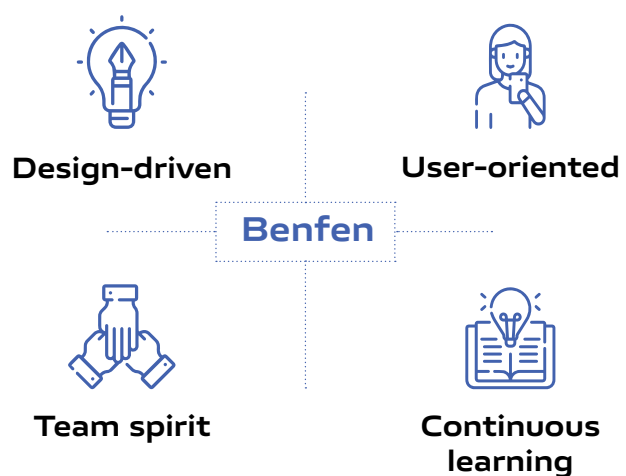 Design-driven
User-oriented
Benfen
Team spirit
Continuous
learning